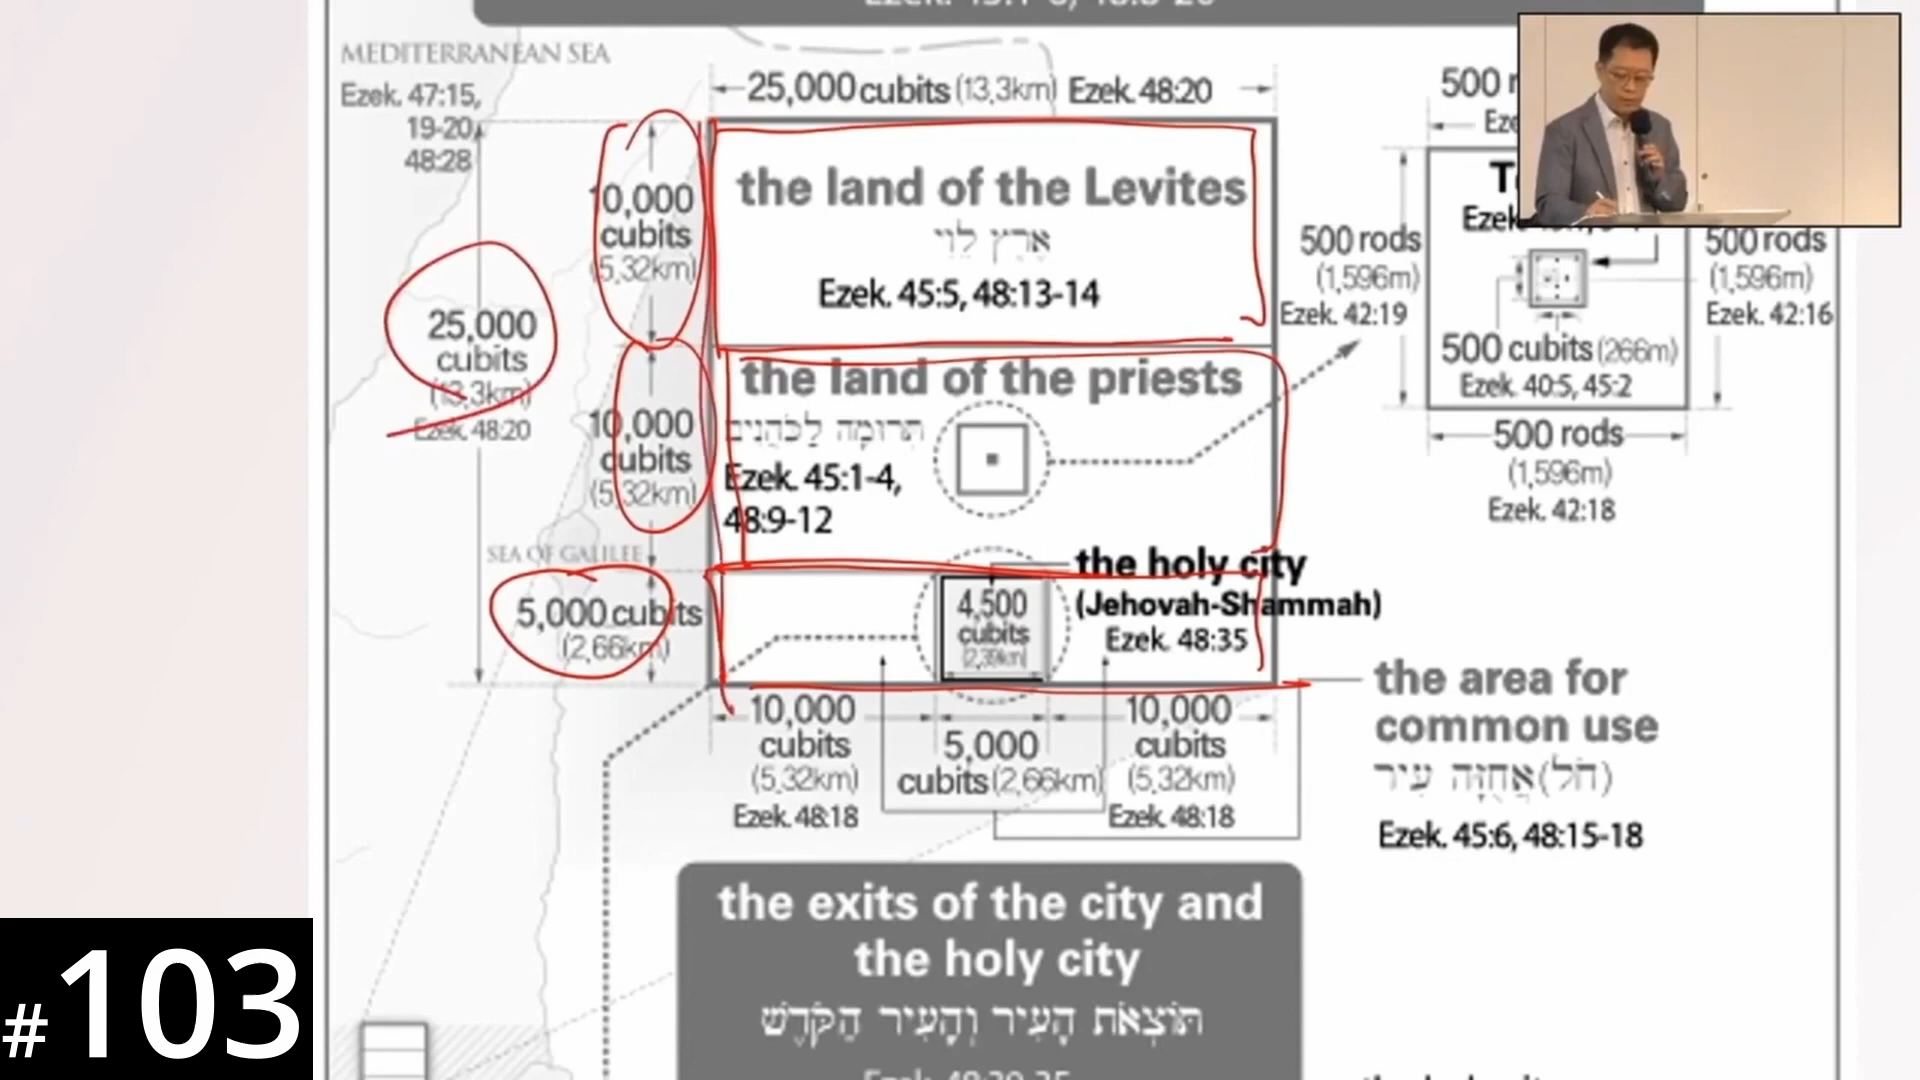 MEDITERRANEAN SEA
Ezek. 47:15,
19-20,
48:28
25,000 cubits (13,3km) Ezek. 48:20
10,000
cubits
(5,32km)
the land of the Levites
אֶרֶץ לֵוִי
Ezek. 45:5, 48:13-14
25,000
cubits
(13,3km)
Ezek. 48:20
10,000
cubits
(5,32km)
the land of the priests
תְּרוּמָה לַכֹּהֲנִים
Ezek. 45:1-4,
48:9-12
SEA OF GALILEE
5,000 cubits
(2,66km)
4,500
cubits
(2,39km)
the holy city
(Jehovah-Shammah)
Ezek. 48:35
10,000
cubits
(5,32km)
Ezek. 48:18
5,000
cubits (2,66km)
10,000
cubits
(5,32km)
Ezek. 48:18
500
500 rods
(1,596m)
Ezek. 42:19
500 cubits (266m)
Ezek. 40:5, 45:2
500 rods
(1,596m)
Ezek. 42:16
500 rods
(1,596m)
Ezek. 42:18
the area for
common use
(חֹל) אֲחֻזָּה עִיר
Ezek. 45:6, 48:15-18
the exits of the city and
the holy city
תּוֹצְאֹת הָעִיר וְהָעִיר הַקֹּדֶשׁ
#103